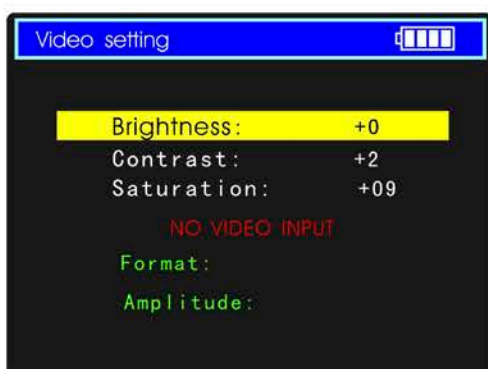 Video setting
Brightness: +0
Contrast: +2
Saturation: +09
NO VIDEO INPUT
Format:
Amplitude: